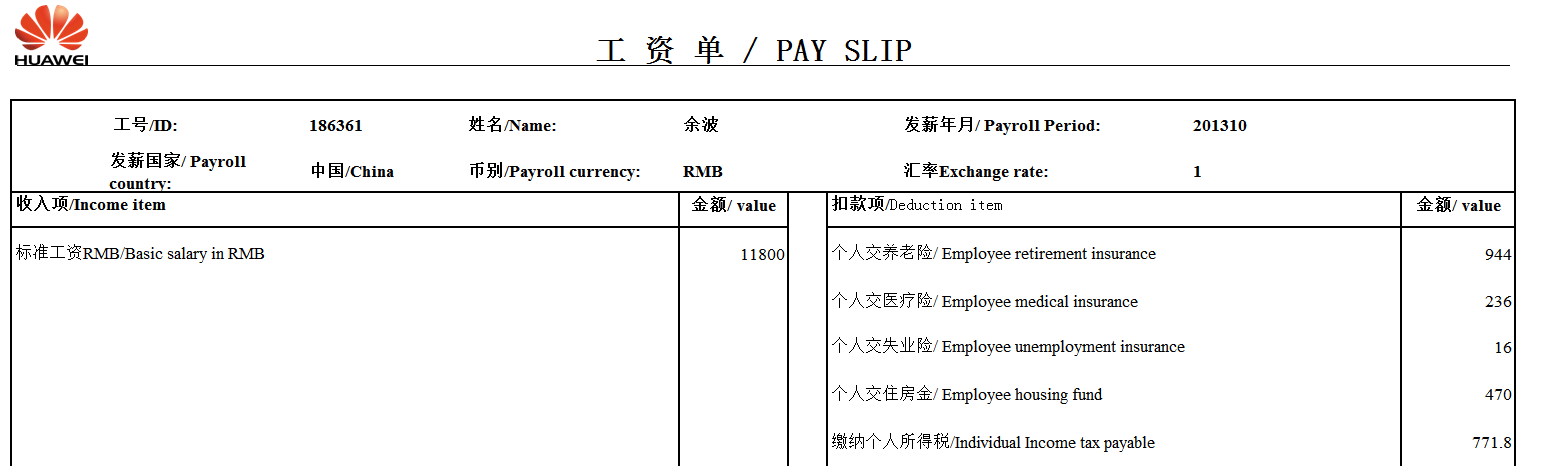 HUAWEI
工 资 单 / PAY SLIP
工号/ID: 186361 姓名/Name: 余波 发薪年月/ Payroll Period: 201310
发薪国家/ Payroll
country: 中国/China 币别/Payroll currency: RMB 汇率Exchange rate: 1
收入项/Income item 金额/ value 扣款项/Deduction item 金额/ value
标准工资RMB/Basic salary in RMB 11800 个人交养老险/ Employee retirement insurance 944
个人交医疗险/ Employee medical insurance 236
个人交失业险/ Employee unemployment insurance 16
个人交住房金/ Employee housing fund 470
缴纳个人所得税/Individual Income tax payable 771.8